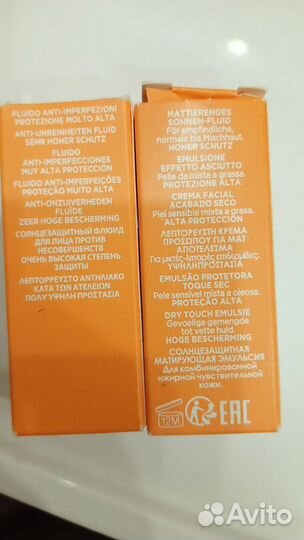 FLUIDO ANTI-IMPERFEZIONI
PROTEZIONE MOLTO ALTA
ANTI-UNREINHEITEN FLUID
SEHR HOHER SCHUTZ
FLUIDO
ANTI-IMPERFECCIONES
MUY ALTA PROTECCIÓN
FLUIDO ANTI-IMPERFEIÇÕES
PROTEÇÃO MUITO ALTA
ANTI-ONZUIVERHEDEN
FLUÏDE
ZEER HOGE BESCHERMING
СОЛНЦЕЗАЩИТНЫЙ ФЛЮИД
ДЛЯ ЛИЦА ПРОТИВ
НЕСОВЕРШЕНСТВ
ОЧЕНЬ ВЫСОКАЯ СТЕПЕНЬ
ЗАЩИТЫ
ΛΕΠΤΟΡΡΕΥΣΤΟ ΑΝΤΗΛΙΑΚΟ
ΚΑΤΑ ΤΩΝ ΑΤΕΛΕΙΩΝ
ΠΟΛΥ ΥΨΗΛΗ ΠΡΟΣΤΑΣΙΑ
MATTIERENDES
SONNEN-FLUID
Für empfindliche,
normale bis Mischhaut.
HOHER SCHUTZ
EMULSIONE
EFFETTO ASCIUTTO
Pelle da mista a grassa.
PROTEZIONE ALTA
CREMA FACIAL
ACABADO SECO
Piel sensible mixta a grasa.
ALTA PROTECCIÓN
ΛΕΠΤΟΡΕΥΣΤΗ ΚΡΕΜΑ
ΠΡΟΣΩΠΟΥ ΓΙΑ ΜΑΤ
ΑΠΟΤΕΛΕΣΜΑ
Για μικτές-λιπαρές επιδερμίδες.
ΥΨΗΛΗ ΠΡΟΣΤΑΣΙΑ
EMULSÃO PROTETORA
TOQUE SEC
Pele sensível mista a oleosa.
PROTEÇÃO ALTA
DRY TOUCH EMULSIE
Gevoelige gemengde
tot vette huid.
HOGE BESCHERMING
СОЛНЦЕЗАЩИТНАЯ
МАТИРУЮЩАЯ ЭМУЛЬСИЯ
Для комбинированной
и жирной чувствительной
кожи.
12M
EAC
Avito